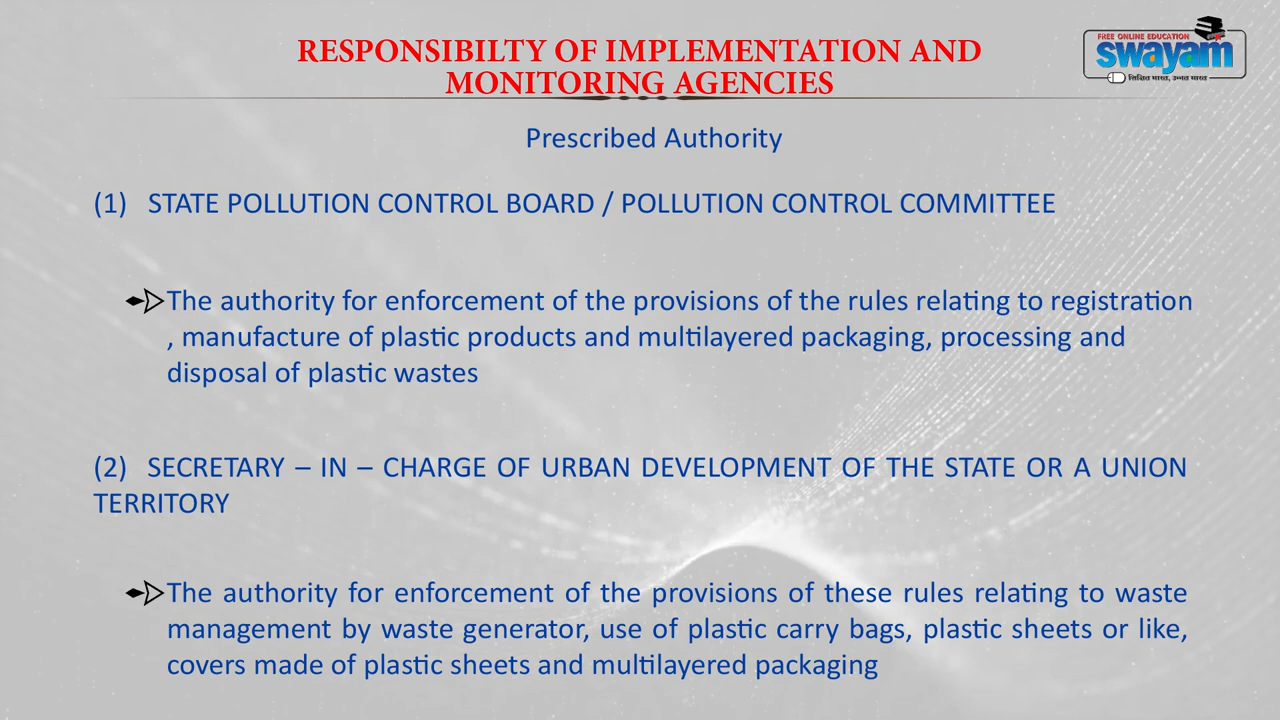 RESPONSIBILTY OF IMPLEMENTATION AND
MONITORING AGENCIES
FREE ONLINE EDUCATION
swayam
शिक्षित भारत, उन्नत भारत
Prescribed Authority
(1) STATE POLLUTION CONTROL BOARD / POLLUTION CONTROL COMMITTEE
The authority for enforcement of the provisions of the rules relating to registration
, manufacture of plastic products and multilayered packaging, processing and
disposal of plastic wastes
(2) SECRETARY – IN – CHARGE OF URBAN DEVELOPMENT OF THE STATE OR A UNION
TERRITORY
The authority for enforcement of the provisions of these rules relating to waste
management by waste generator, use of plastic carry bags, plastic sheets or like,
covers made of plastic sheets and multilayered packaging